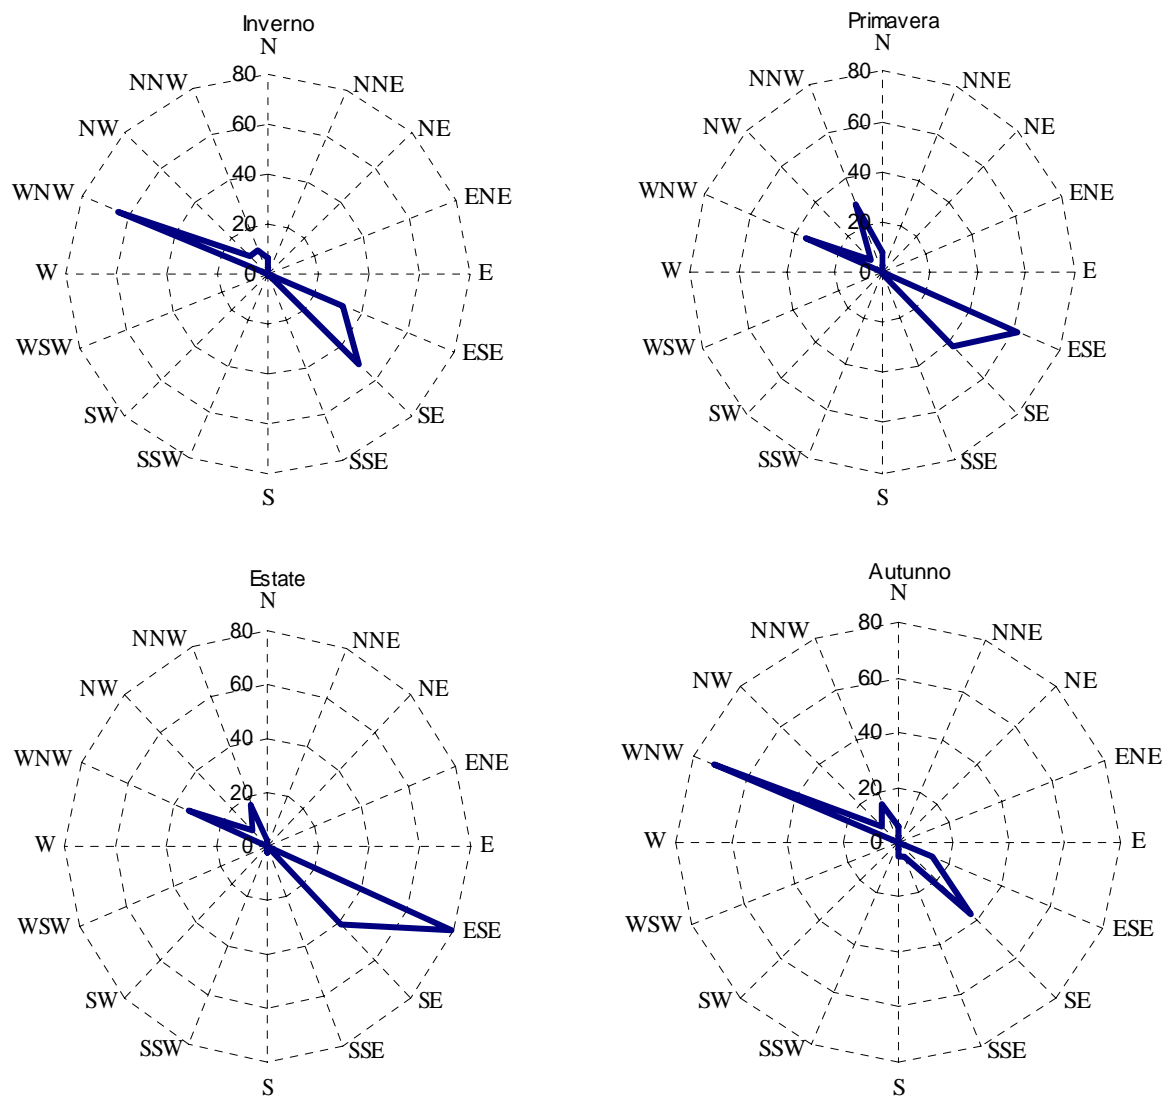 Inverno
N
80
NNW
NNE
60
NW
NE
40
WNW
ENE
20
W
0
E
WSW
ESE
SW
SE
SSW
SSE
S
Primavera
N
80
NNW
NNE
60
NW
NE
40
WNW
ENE
20
W
0
E
WSW
ESE
SW
SE
SSW
SSE
S
Estate
N
80
NNW
NNE
60
NW
NE
40
WNW
ENE
20
W
0
E
WSW
ESE
SW
SE
SSW
SSE
S
Autunno
N
80
NNW
NNE
60
NW
NE
40
WNW
ENE
20
W
0
E
WSW
ESE
SW
SE
SSW
SSE
S